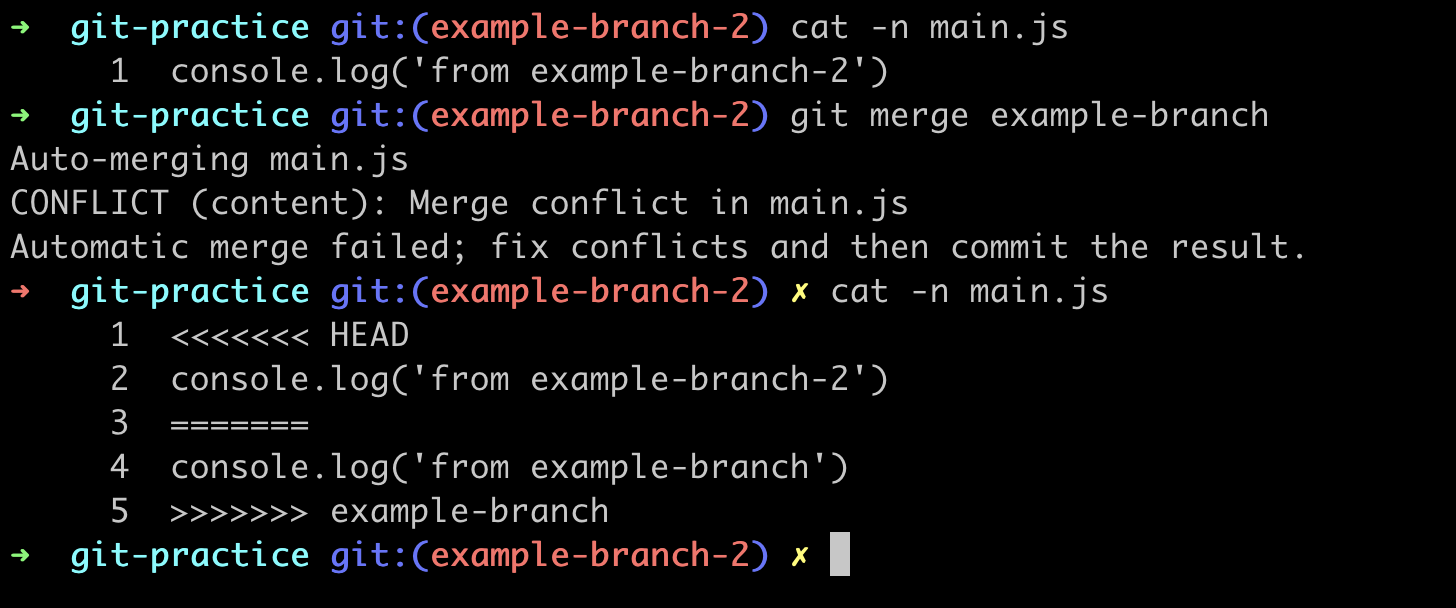 ➜  git-practice git:(example-branch-2) cat -n main.js
     1  console.log('from example-branch-2')
➜  git-practice git:(example-branch-2) git merge example-branch
Auto-merging main.js
CONFLICT (content): Merge conflict in main.js
Automatic merge failed; fix conflicts and then commit the result.
➜  git-practice git:(example-branch-2) ✗ cat -n main.js
     1  <<<<<<< HEAD
     2  console.log('from example-branch-2')
     3  =======
     4  console.log('from example-branch')
     5  >>>>>>> example-branch
➜  git-practice git:(example-branch-2) ✗